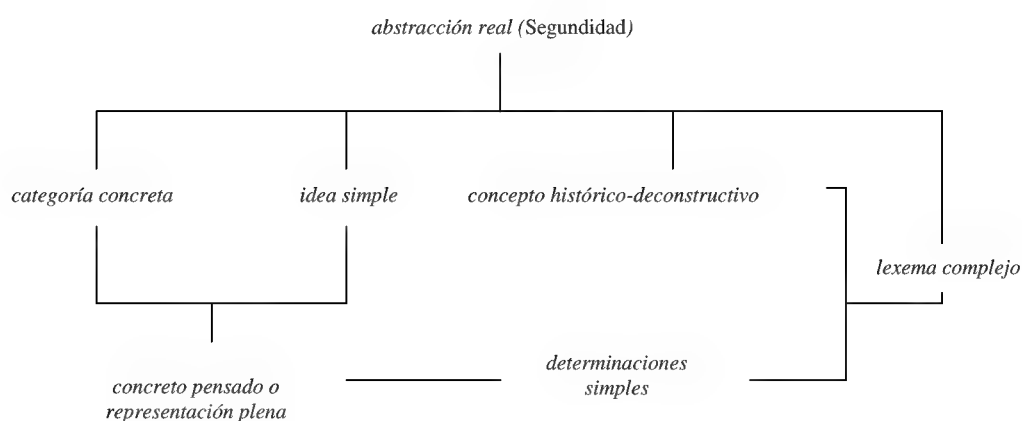 abstracción real (Segundidad)
categoría concreta
idea simple
concepto histórico-deconstructivo
lexema complejo
determinaciones
simples
concreto pensado o
representación plena